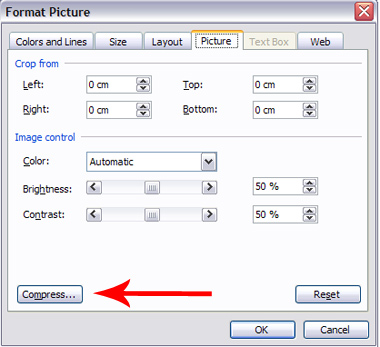 Format Picture
Colors and Lines Size Layout Picture Text Box Web
Crop from
Left: 0 cm Top: 0 cm
Right: 0 cm Bottom: 0 cm
Image control
Color: Automatic
Brightness: 50 %
Contrast: 50 %
Compress... Reset
OK Cancel